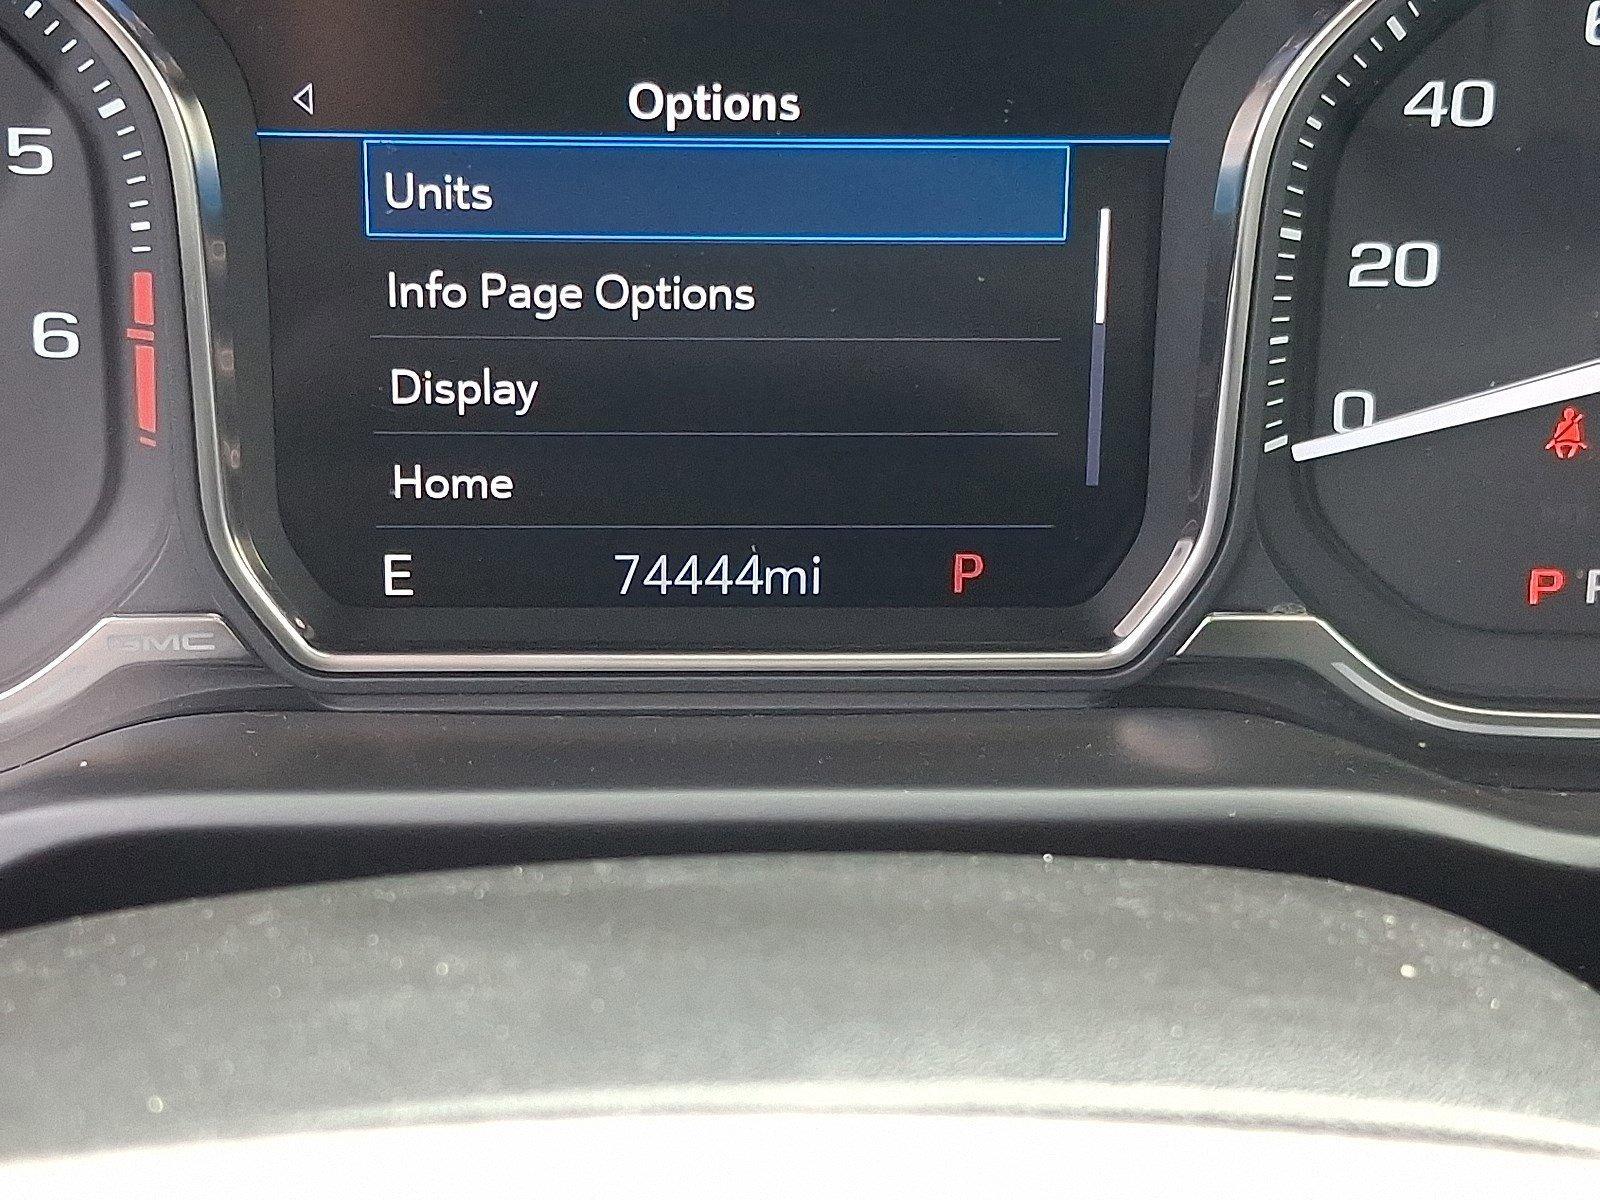 Options
Units
Info Page Options
Display
Home
E 74444mi P
5
6
GMC
40
20
0
P